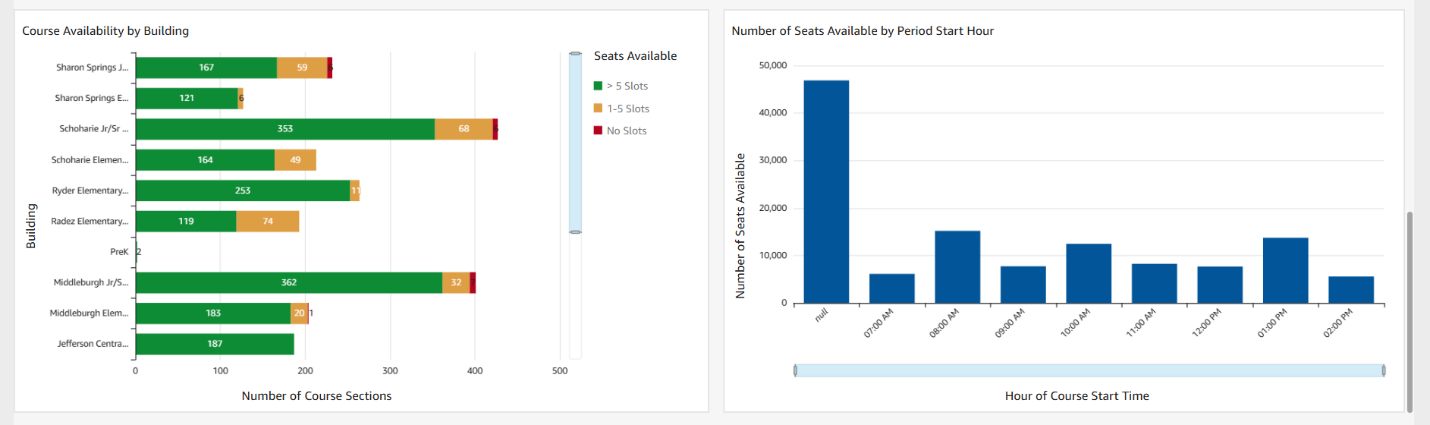 Course Availability by Building
Building
Sharon Springs J... 167 59
Sharon Springs E... 121 6
Schoharie Jr/Sr ... 353 68
Schoharie Elemen... 164 49
Ryder Elementary... 253 11
Radez Elementary... 119 74
PreK 2
Middleburgh Jr/S... 362 32
Middleburgh Elem... 183 20 1
Jefferson Centra... 187
0 100 200 300 400 500
Number of Course Sections
Seats Available
> 5 Slots
1-5 Slots
No Slots
Number of Seats Available by Period Start Hour
Number of Seats Available
50,000
40,000
30,000
20,000
10,000
0
null 07:00 AM 08:00 AM 09:00 AM 10:00 AM 11:00 AM 12:00 PM 01:00 PM 02:00 PM
Hour of Course Start Time